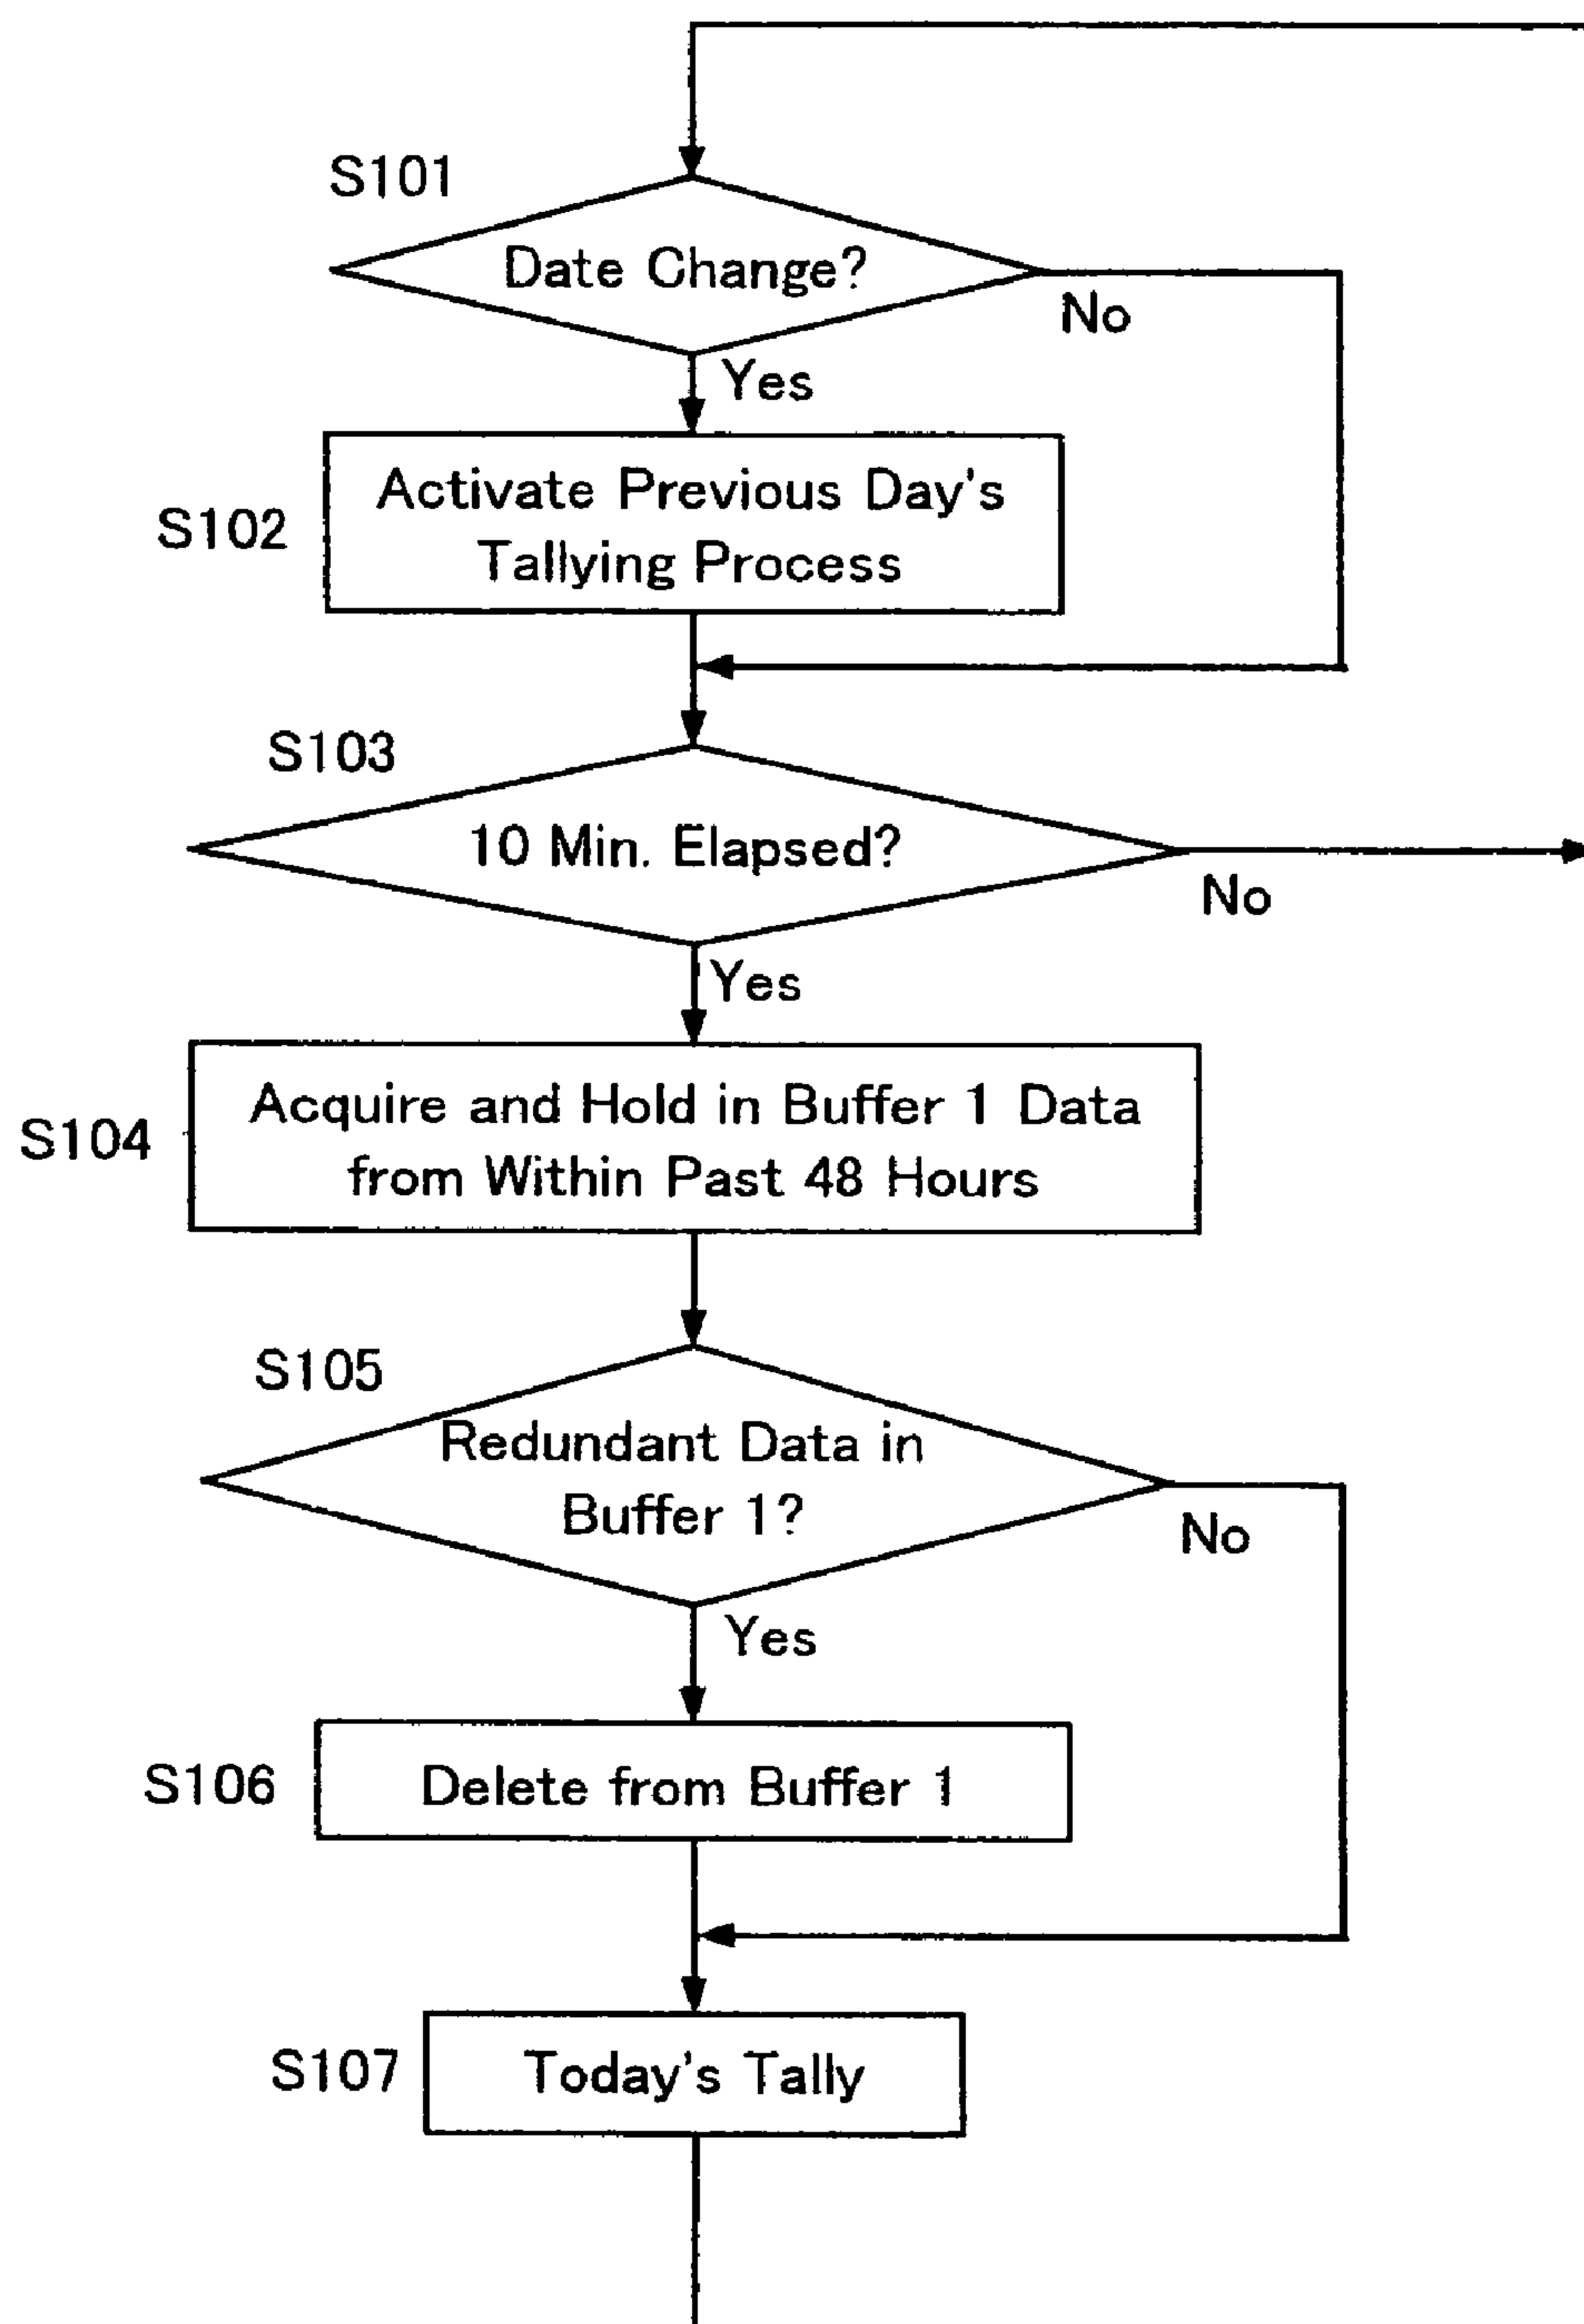 S101
Date Change?
No
Yes
S102
Activate Previous Day's
Tallying Process
S103
10 Min. Elapsed?
No
Yes
S104
Acquire and Hold in Buffer 1 Data
from Within Past 48 Hours
S105
Redundant Data in
Buffer 1?
No
Yes
S106
Delete from Buffer 1
S107
Today's Tally